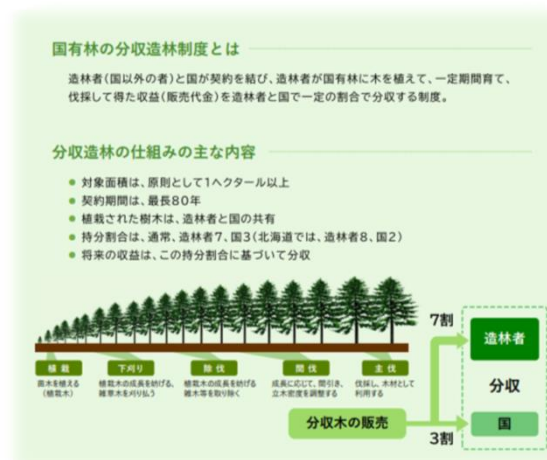 国有林の分収造林制度とは
造林者(国以外の者)と国が契約を結び、造林者が国有林に木を植えて、一定期間育て、
伐採して得た収益(販売代金)を造林者と国で一定の割合で分収する制度。
分収造林の仕組みの主な内容
● 対象面積は、原則として1ヘクタール以上
● 契約期間は、最長80年
● 植栽された樹木は、造林者と国の共有
● 持分割合は、通常、造林者7、国3(北海道では、造林者8、国2)
● 将来の収益は、この持分割合に基づいて分収
植栽
苗木を植える
(植栽木)
下刈り
植栽木の成長を妨げる、
雑草木を刈り払う
除伐
植栽木の成長を妨げる
雑木等を取り除く
間伐
成長に応じて、間引き、
立木密度を調整する
主伐
伐採し、木材として
利用する
分収木の販売
7割
造林者
分収
国
3割